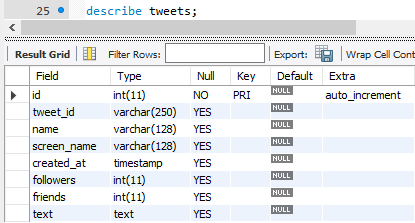 25 describe tweets;
Result Grid Filter Rows: Export: Wrap Cell Cont
Field Type Null Key Default Extra
id int(11) NO PRI NULL auto_increment
tweet_id varchar(250) YES NULL
name varchar(128) YES NULL
screen_name varchar(128) YES NULL
created_at timestamp YES NULL
followers int(11) YES NULL
friends int(11) YES NULL
text text YES NULL